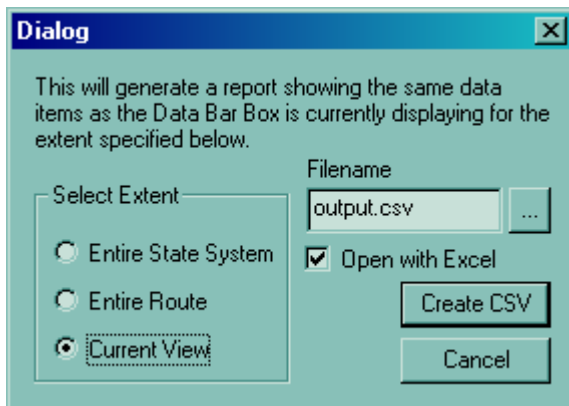 Dialog
This will generate a report showing the same data
items as the Data Bar Box is currently displaying for the
extent specified below.
Select Extent
Entire State System
Entire Route
Current View
Filename
output.csv
...
Open with Excel
Create CSV
Cancel